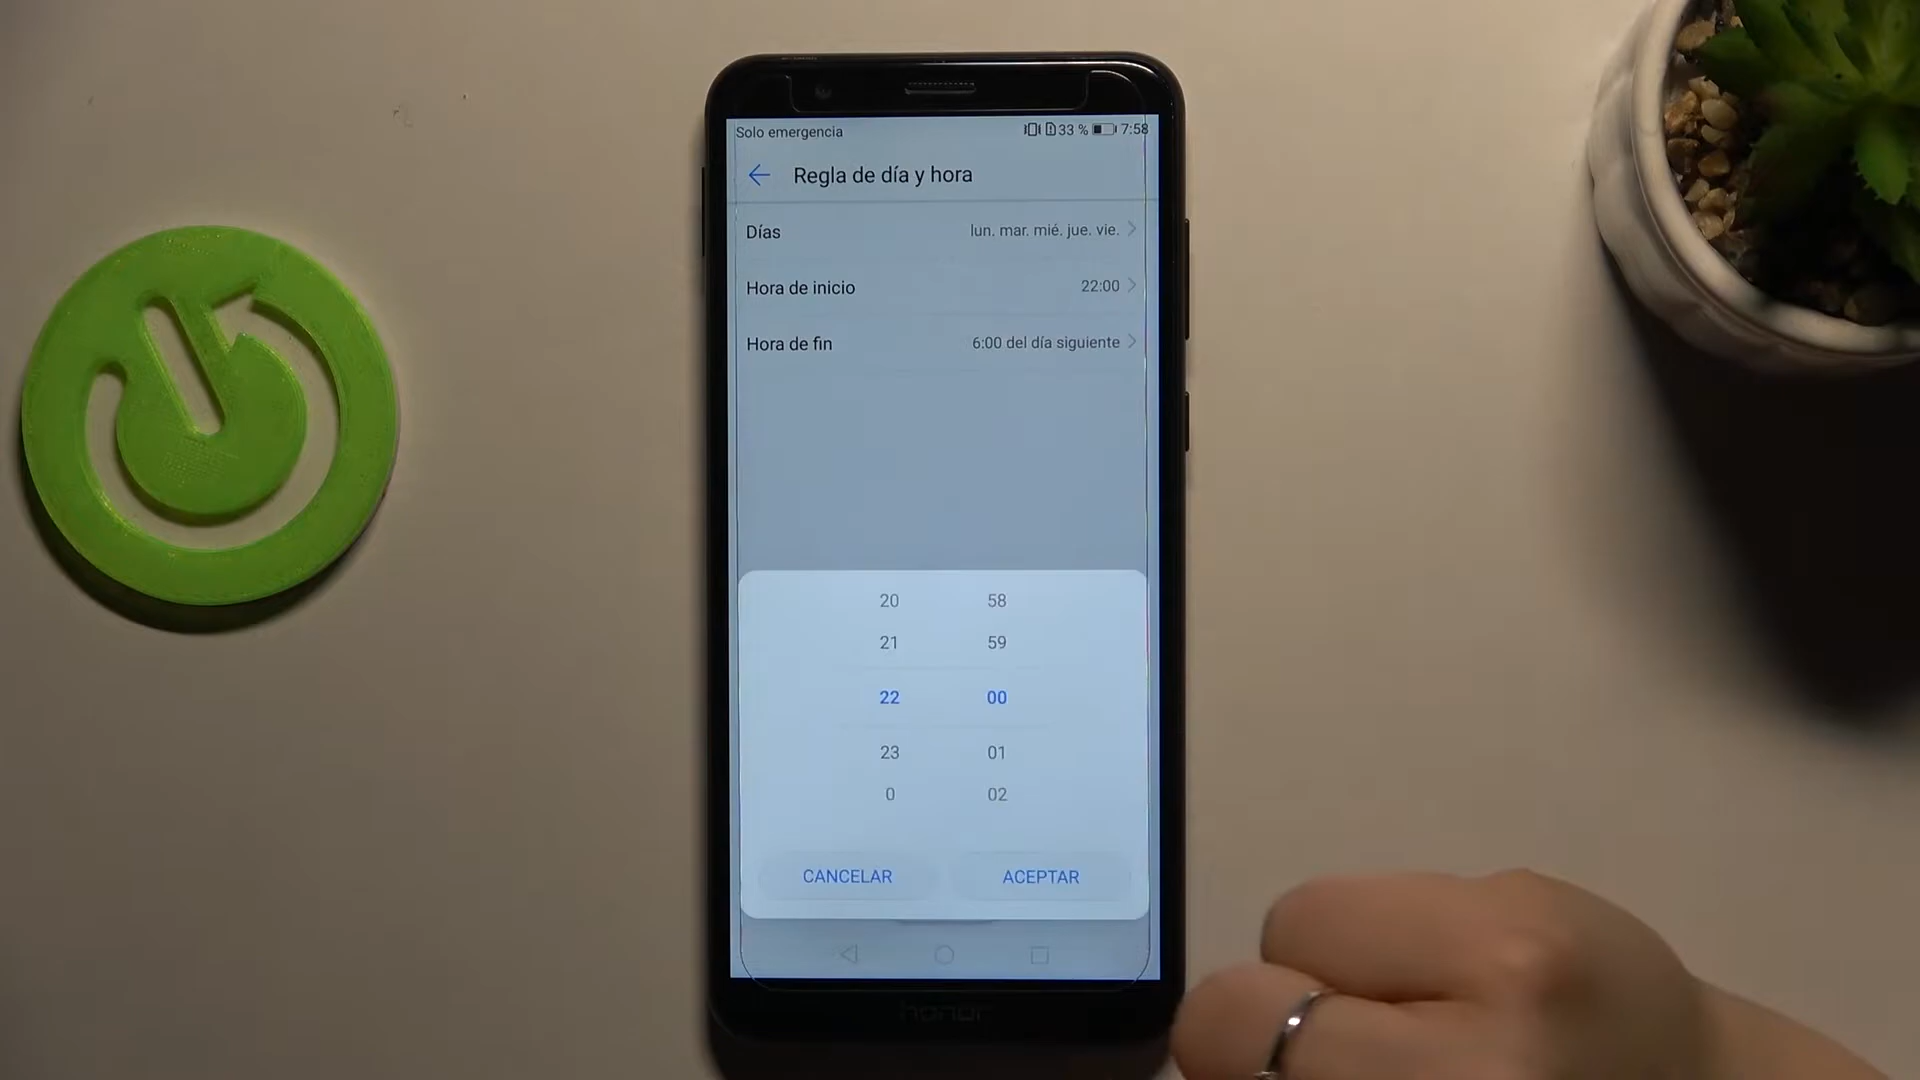 Solo emergencia
33 % 7:58
Regla de día y hora
Días lun. mar. mié. jue. vie.
Hora de inicio 22:00
Hora de fin 6:00 del día siguiente
20 58
21 59
22 00
23 01
0 02
CANCELAR ACEPTAR
honor